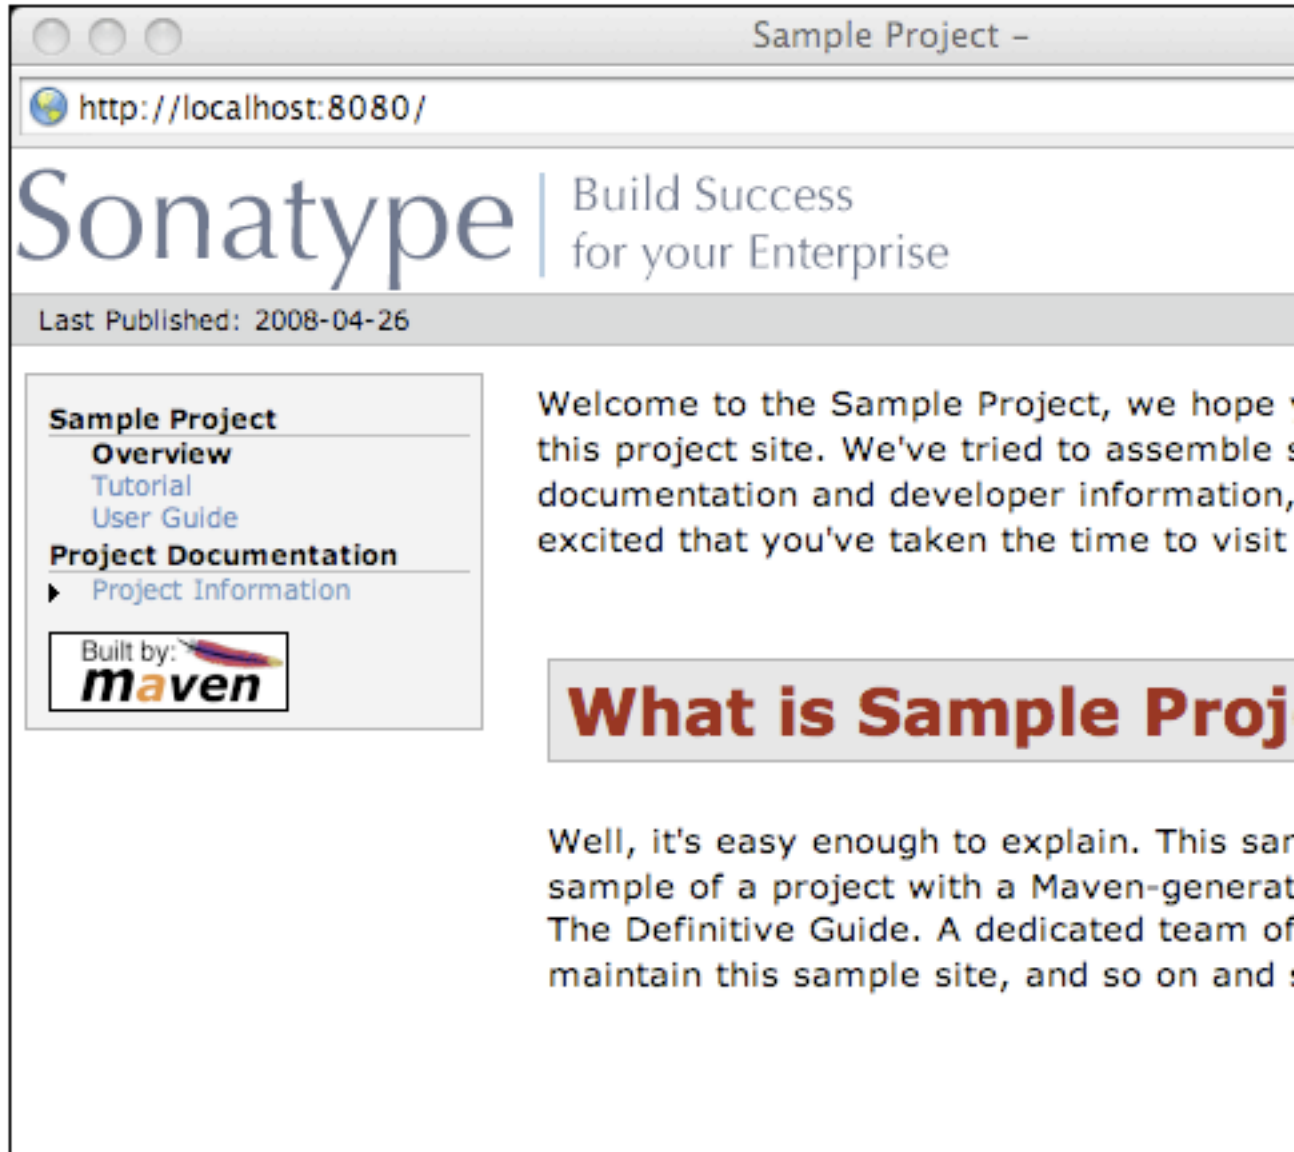 Sample Project –
http://localhost:8080/
Sonatype
Build Success
for your Enterprise
Last Published: 2008-04-26
Sample Project
Overview
Tutorial
User Guide
Project Documentation
Project Information
Built by:
maven
Welcome to the Sample Project, we hope
this project site. We've tried to assemble
documentation and developer information,
excited that you've taken the time to visit
What is Sample
Well, it's easy enough to explain. This
sample of a project with a
The Definitive Guide. A dedicated team of
maintain this sample site, and so on and